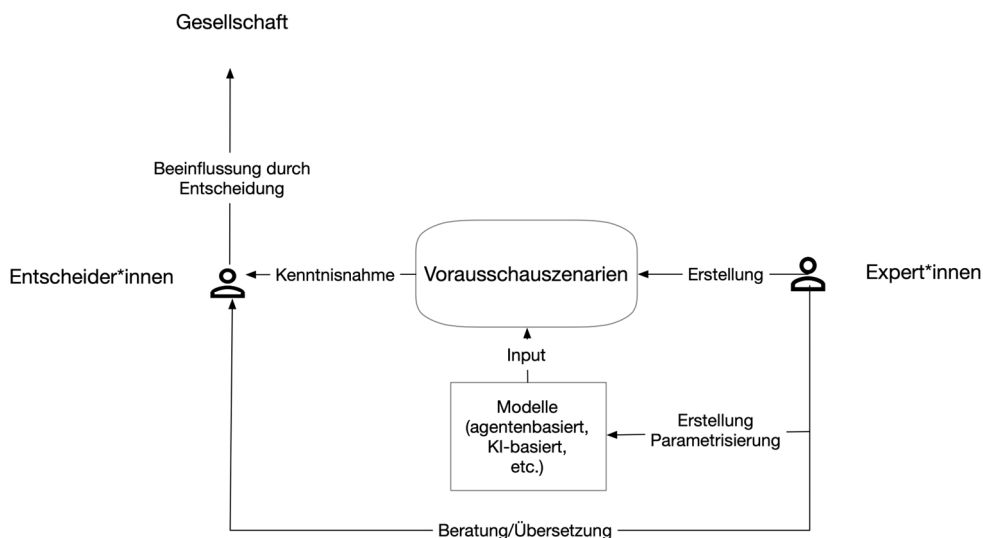 Gesellschaft
Beeinflussung durch
Entscheidung
Entscheider*innen
Kenntnisnahme
Vorausschauszenarien
Erstellung
Expert*innen
Input
Modelle
(agentenbasiert,
KI-basiert,
etc.)
Erstellung
Parametrisierung
Beratung/Übersetzung